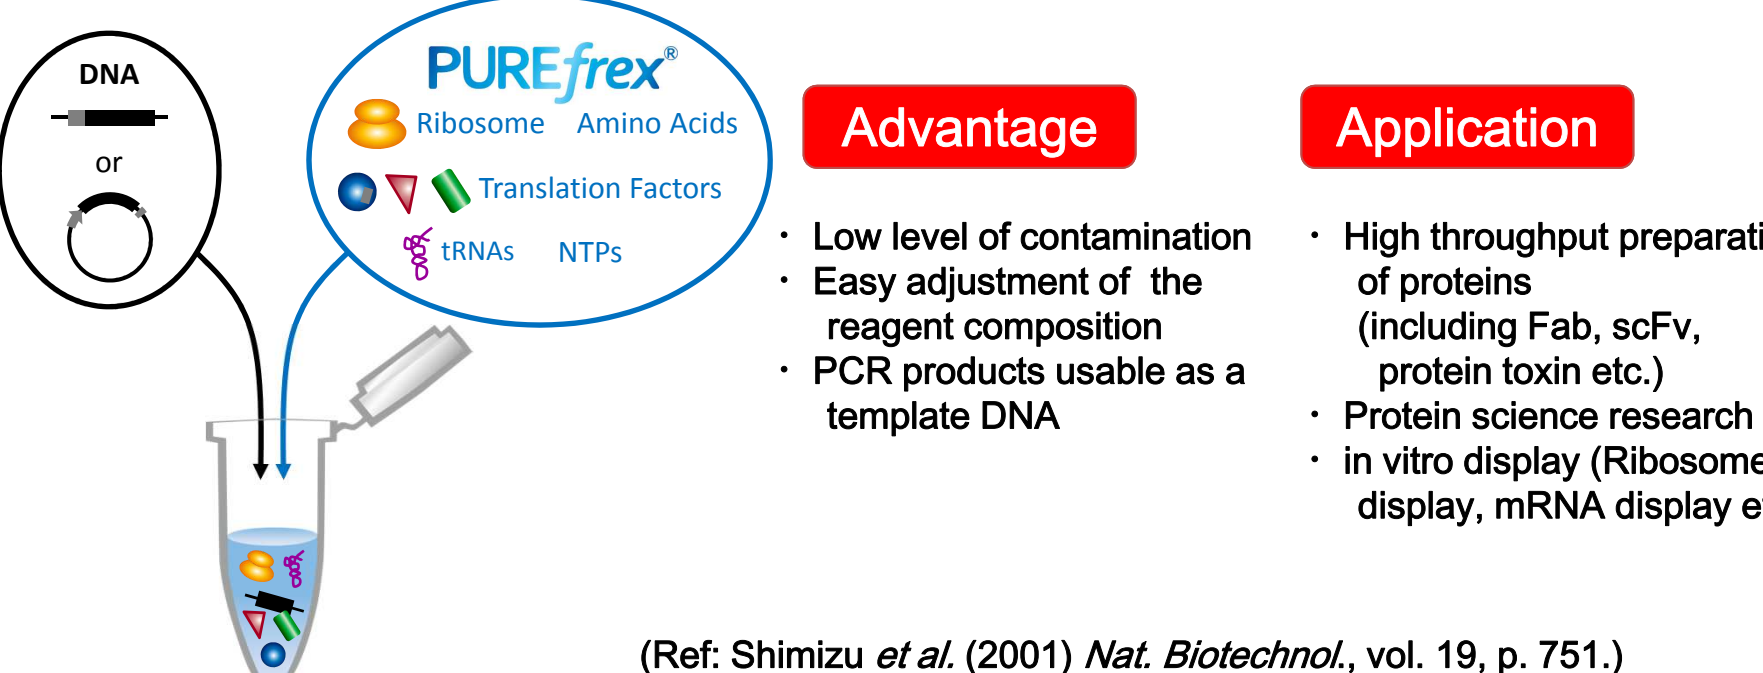 DNA
or
PUREfrex®
Ribosome Amino Acids
Translation Factors
tRNAs NTPs
Advantage
・ Low level of contamination
・ Easy adjustment of the
reagent composition
・ PCR products usable as a
template DNA
Application
・ High throughput preparati
of proteins
(including Fab, scFv,
protein toxin etc.)
・ Protein science research
・ in vitro display (Ribosome
display, mRNA display e
(Ref: Shimizu et al. (2001) Nat. Biotechnol., vol. 19, p. 751.)